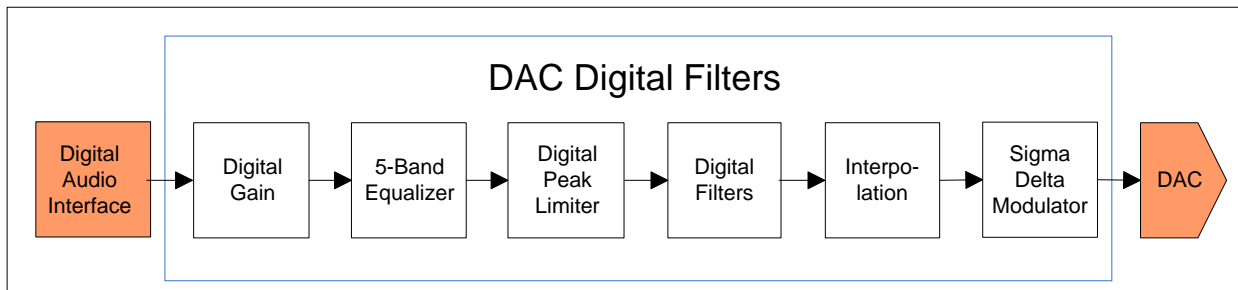 DAC Digital Filters
Digital
Audio
Interface
Digital
Gain
5-Band
Equalizer
Digital
Peak
Limiter
Digital
Filters
Interpo-
lation
Sigma
Delta
Modulator
DAC